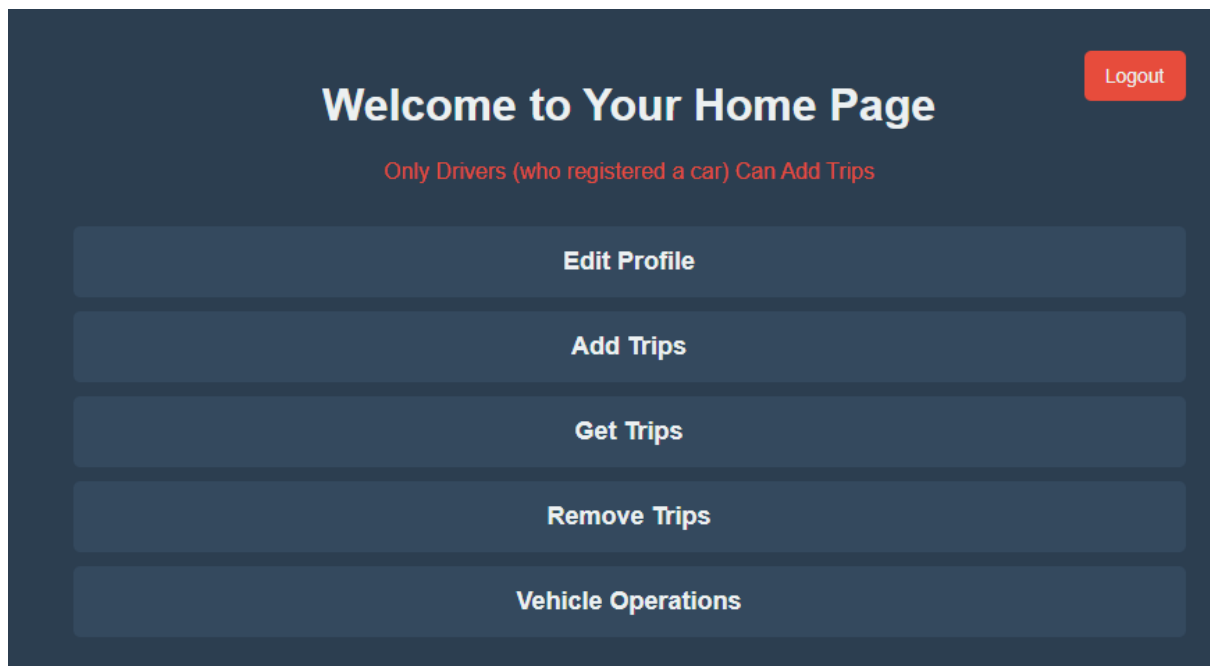 Logout
Welcome to Your Home Page
Only Drivers (who registered a car) Can Add Trips
Edit Profile
Add Trips
Get Trips
Remove Trips
Vehicle Operations